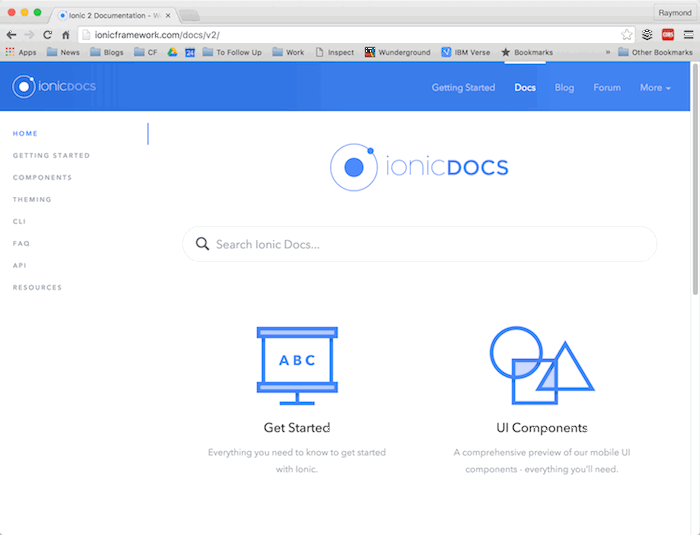 Ionic 2 Documentation - W
Raymond
ionicframework.com/docs/v2/
Apps News Blogs CF 24 To Follow Up Work Inspect Wunderground IBM Verse Bookmarks » Other Bookmarks
ionicDOCS
Getting Started Docs Blog Forum More
HOME
GETTING STARTED
COMPONENTS
THEMING
CLI
FAQ
API
RESOURCES
ionicDOCS
Search Ionic Docs...
ABC
Get Started
Everything you need to know to get started
with Ionic.
UI Components
A comprehensive preview of our mobile UI
components - everything you'll need.